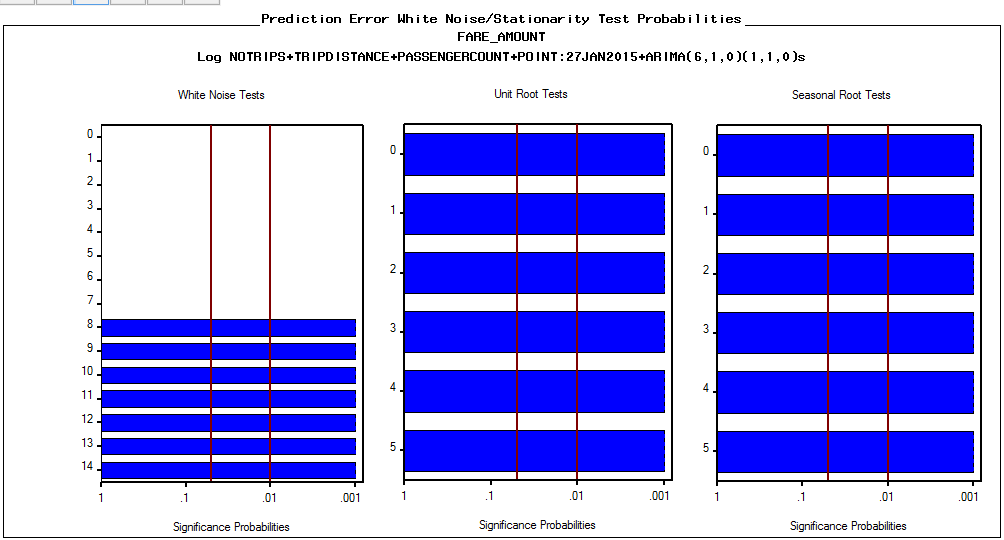 Prediction Error White Noise/Stationarity Test Probabilities
FARE_AMOUNT
Log NOTRIPS+TRIPDISTANCE+PASSENGERCOUNT+POINT:27JAN2015+ARIMA(6,1,0)(1,1,0)s
White Noise Tests
0
1
2
3
4
5
6
7
8
9
10
11
12
13
14
1 .1 .01 .001
Significance Probabilities
Unit Root Tests
0
1
2
3
4
5
1 .1 .01 .001
Significance Probabilities
Seasonal Root Tests
0
1
2
3
4
5
1 .1 .01 .001
Significance Probabilities